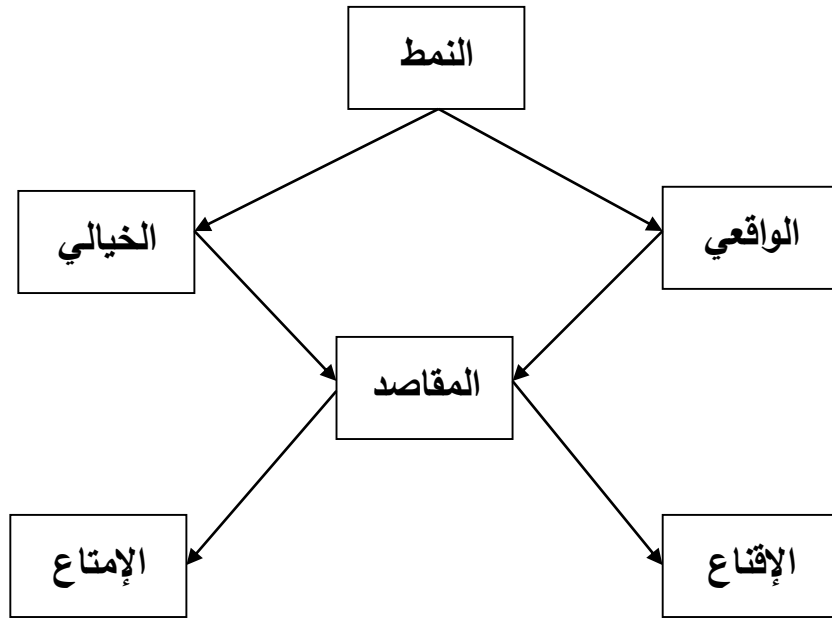 النمط
الواقعي
الخيالي
المقاصد
الإقناع
الإمتاع